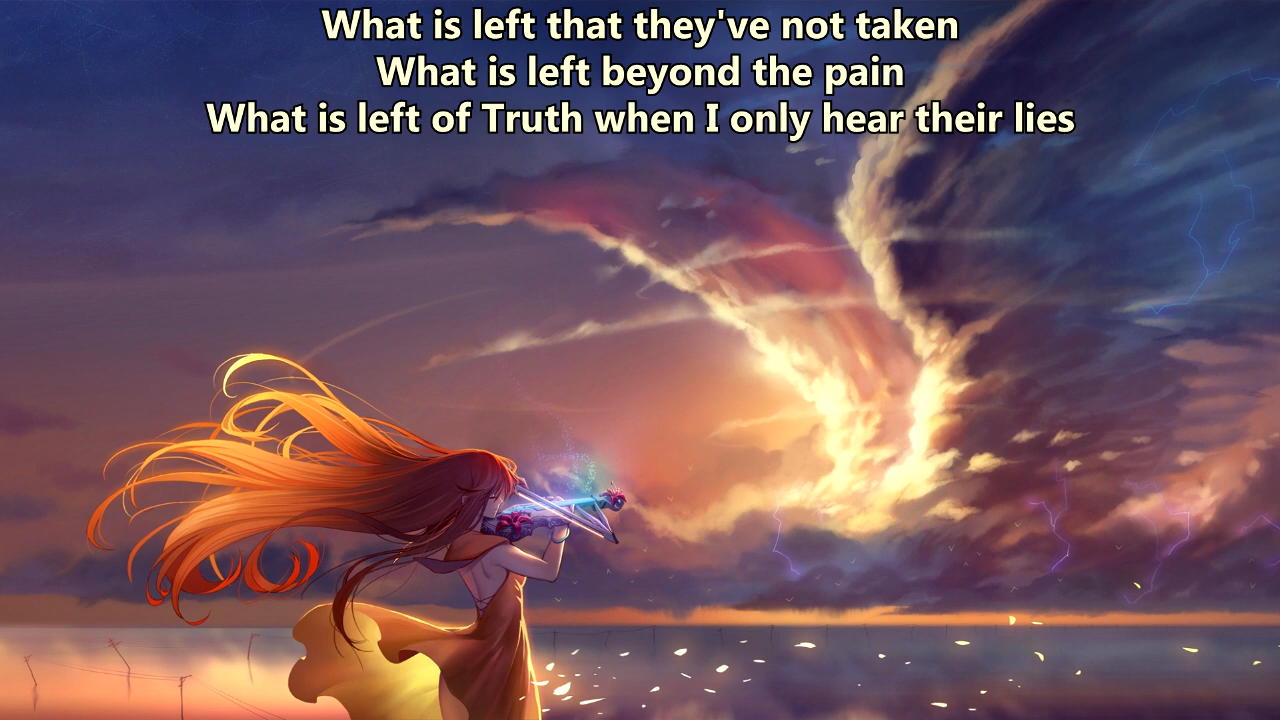 What is left that they've not taken
What is left beyond the pain
What is left of Truth when I only hear their lies